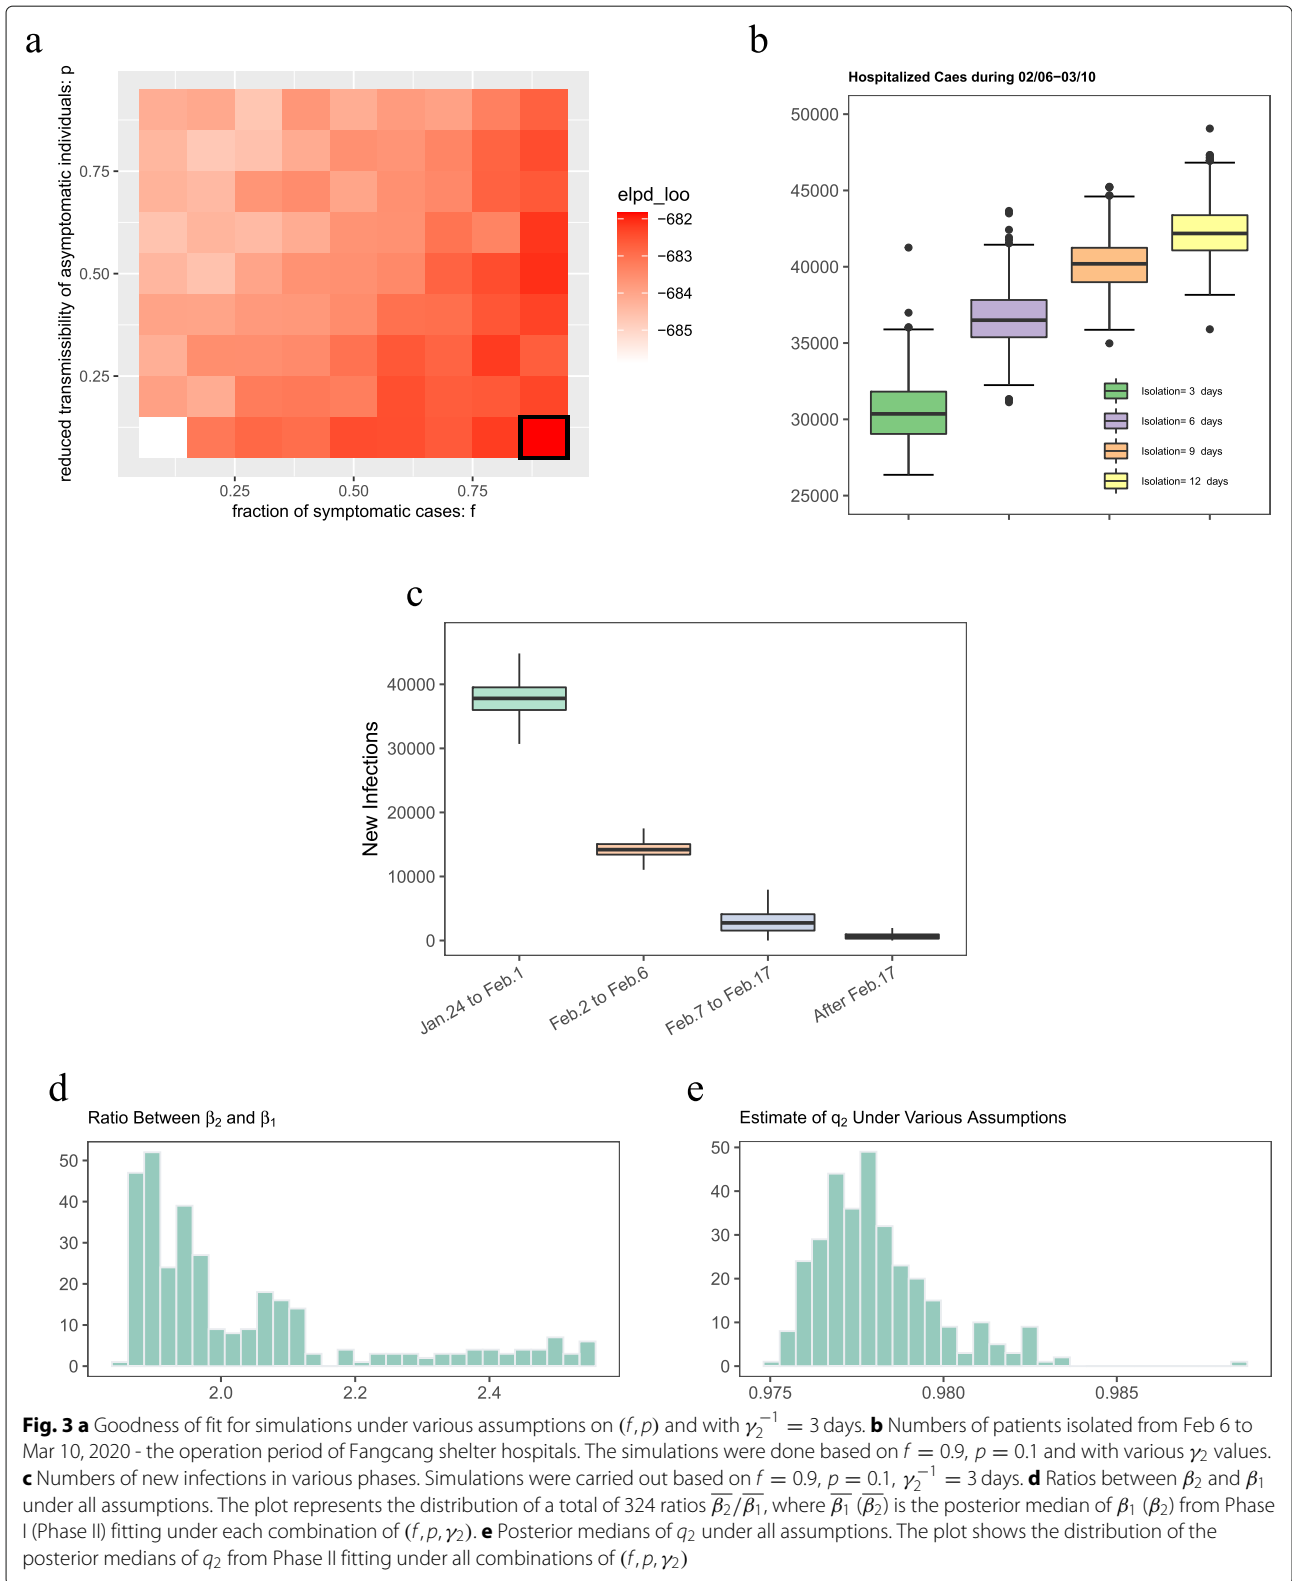 a
reduced transmissibility of asymptomatic individuals: p
0.75
0.50
0.25
0.25
0.50
0.75
fraction of symptomatic cases: f
elpd_loo
−682
−683
−684
−685
b
Hospitalized Caes during 02/06−03/10
50000
45000
40000
35000
30000
25000
Isolation= 3 days
Isolation= 6 days
Isolation= 9 days
Isolation= 12 days
c
New Infections
40000
30000
20000
10000
0
Jan.24 to Feb.1
Feb.2 to Feb.6
Feb.7 to Feb.17
After Feb.17
d
Ratio Between β₂ and β₁
50
40
30
20
10
0
2.0
2.2
2.4
e
Estimate of q₂ Under Various Assumptions
50
40
30
20
10
0
0.975
0.980
0.985
Fig. 3 a Goodness of fit for simulations under various assumptions on (f, p) and with γ₂⁻¹ = 3 days. b Numbers of patients isolated from Feb 6 to
Mar 10, 2020 - the operation period of Fangcang shelter hospitals. The simulations were done based on f = 0.9, p = 0.1 and with various γ₂ values.
c Numbers of new infections in various phases. Simulations were carried out based on f = 0.9, p = 0.1, γ₂⁻¹ = 3 days. d Ratios between β₂ and β₁
under all assumptions. The plot represents the distribution of a total of 324 ratios β̅₂/β̅₁, where β̅₁ (β̅₂) is the posterior median of β₁ (β₂) from Phase
I (Phase II) fitting under each combination of (f, p, γ₂). e Posterior medians of q₂ under all assumptions. The plot shows the distribution of the
posterior medians of q₂ from Phase II fitting under all combinations of (f, p, γ₂)